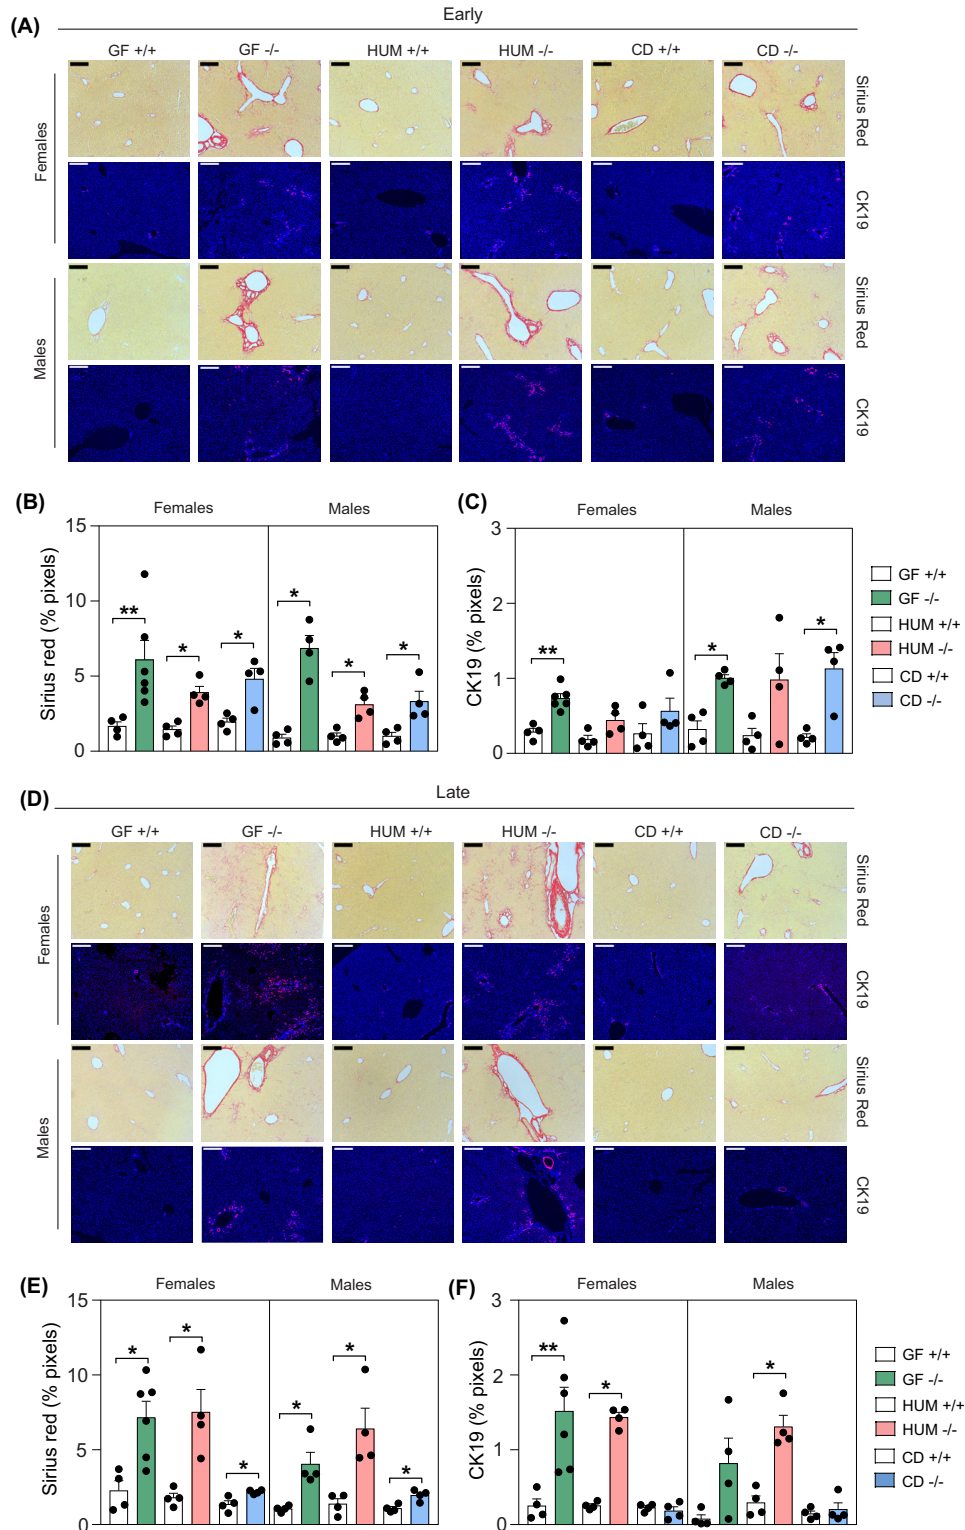 (A)
Early
GF +/+ GF -/- HUM +/+ HUM -/- CD +/+ CD -/-
Females
Sirius Red
CK19
Males
Sirius Red
CK19
(B)
Females Males
Sirius red (% pixels)
15
10
5
0
** * * * * *
(C)
Females Males
CK19 (% pixels)
3
2
1
0
** * *
GF +/+
GF -/-
HUM +/+
HUM -/-
CD +/+
CD -/-
(D)
Late
GF +/+ GF -/- HUM +/+ HUM -/- CD +/+ CD -/-
Females
Sirius Red
CK19
Males
Sirius Red
CK19
(E)
Females Males
Sirius red (% pixels)
15
10
5
0
* * * * * *
(F)
Females Males
CK19 (% pixels)
3
2
1
0
** * *
GF +/+
GF -/-
HUM +/+
HUM -/-
CD +/+
CD -/-